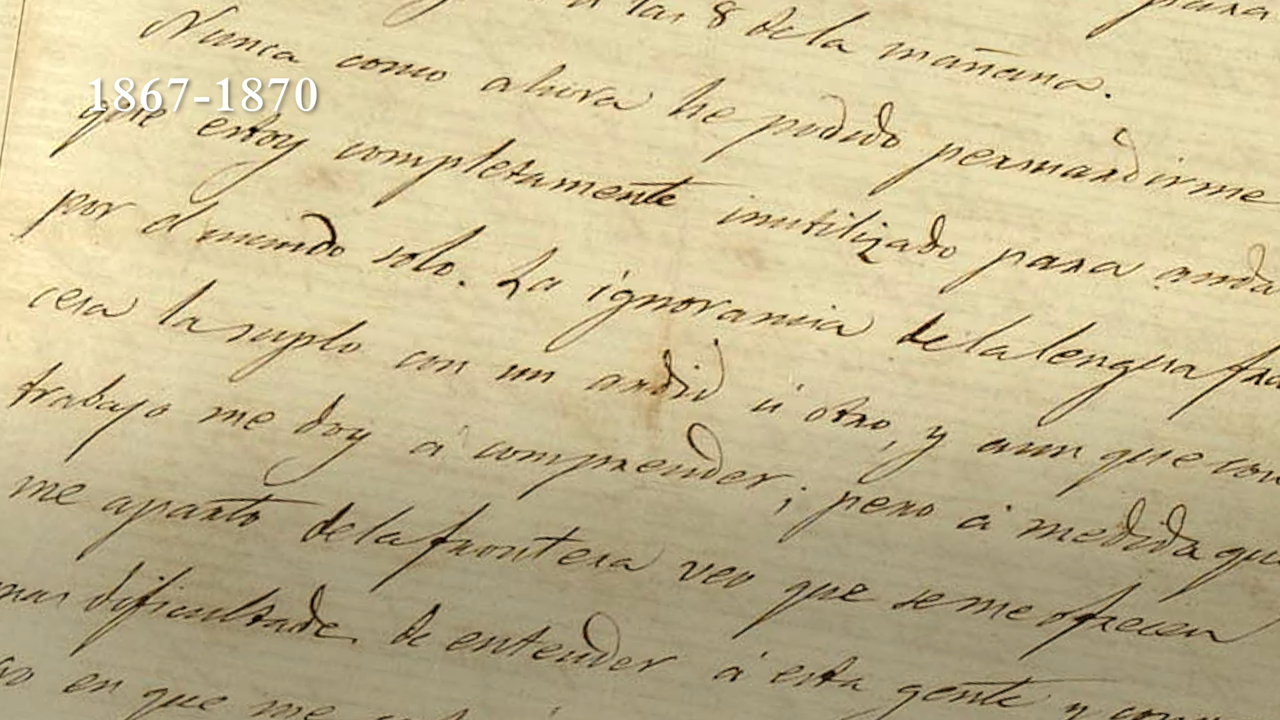 a las 8 de la mañana.
Nunca como ahora he podido permadirme
1867-1870
que estoy completamente inutilizado para anda
por el mundo solo. La ignorancia de la lengua fra
cesa la suplo con un ardid ú otro, y aun que con
trabajo me doy á comprender; pero á medida que
me aparto de la frontera veo que se me ofrecen
mas dificultades de entender á esta gente y
en que me